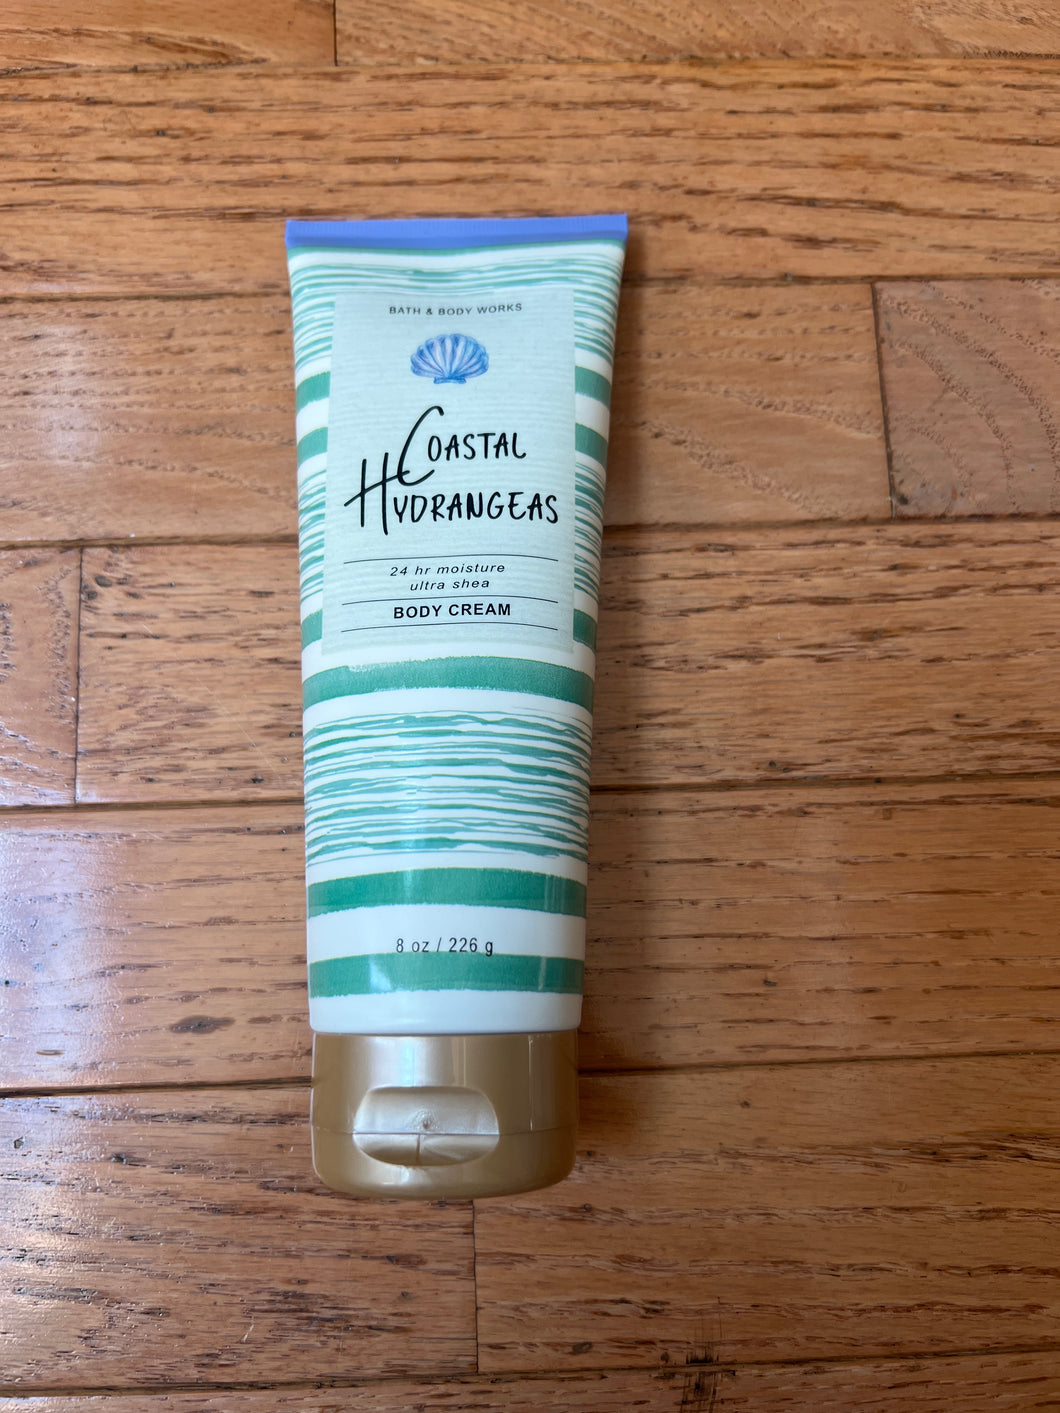 BATH & BODY WORKS
COASTAL
HYDRANGEAS
24 hr moisture
ultra shea
BODY CREAM
8 oz / 226 g